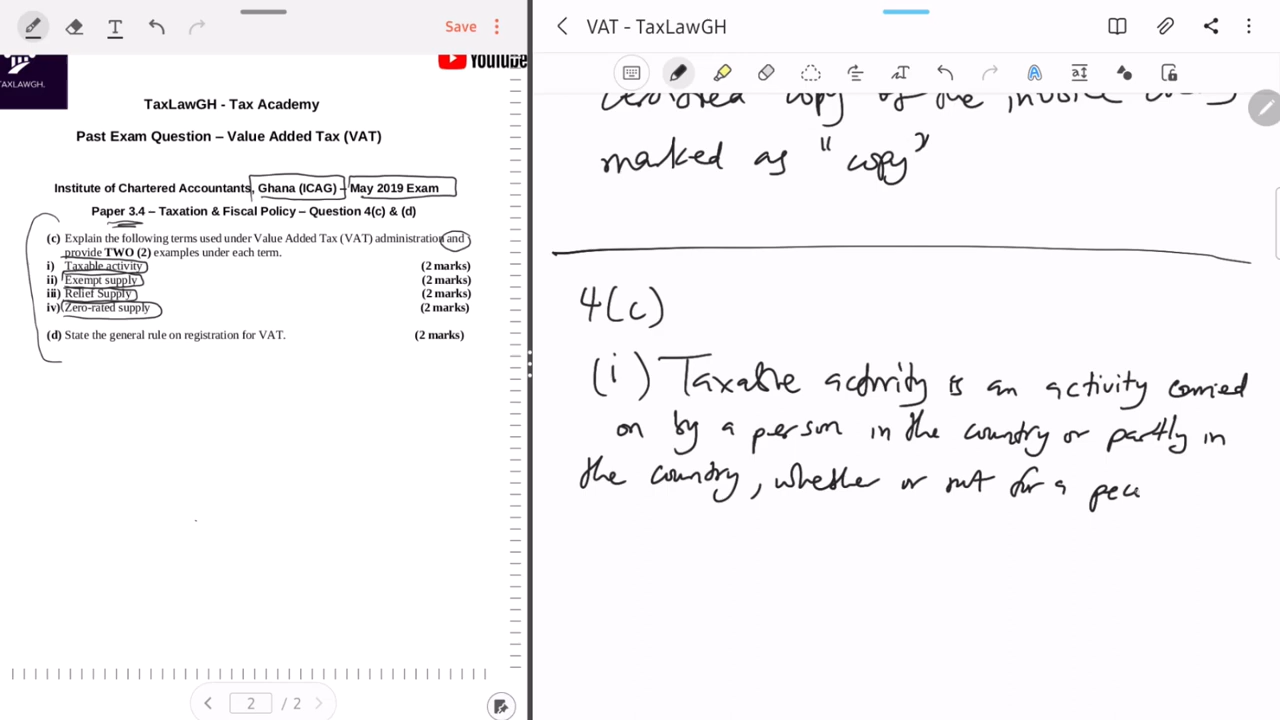 Save
TAXLAWGH.
YouTube
TaxLawGH - Tax Academy
Past Exam Question – Value Added Tax (VAT)
Institute of Chartered Accountants, Ghana (ICAG) – May 2019 Exam
Paper 3.4 – Taxation & Fiscal Policy – Question 4(c) & (d)
(c) Explain the following terms used under Value Added Tax (VAT) administration and
provide TWO (2) examples under each term.
i) Taxable activity (2 marks)
ii) Exempt supply (2 marks)
iii) Relief Supply (2 marks)
iv) Zero-rated supply (2 marks)
(d) State the general rule on registration for VAT. (2 marks)
2 / 2
VAT - TaxLawGH
copy of the invoice
marked as "copy"
4(c)
(i) Taxable activity is an activity carried
on by a person in the country or partly in
the country, whether or not for a pecu